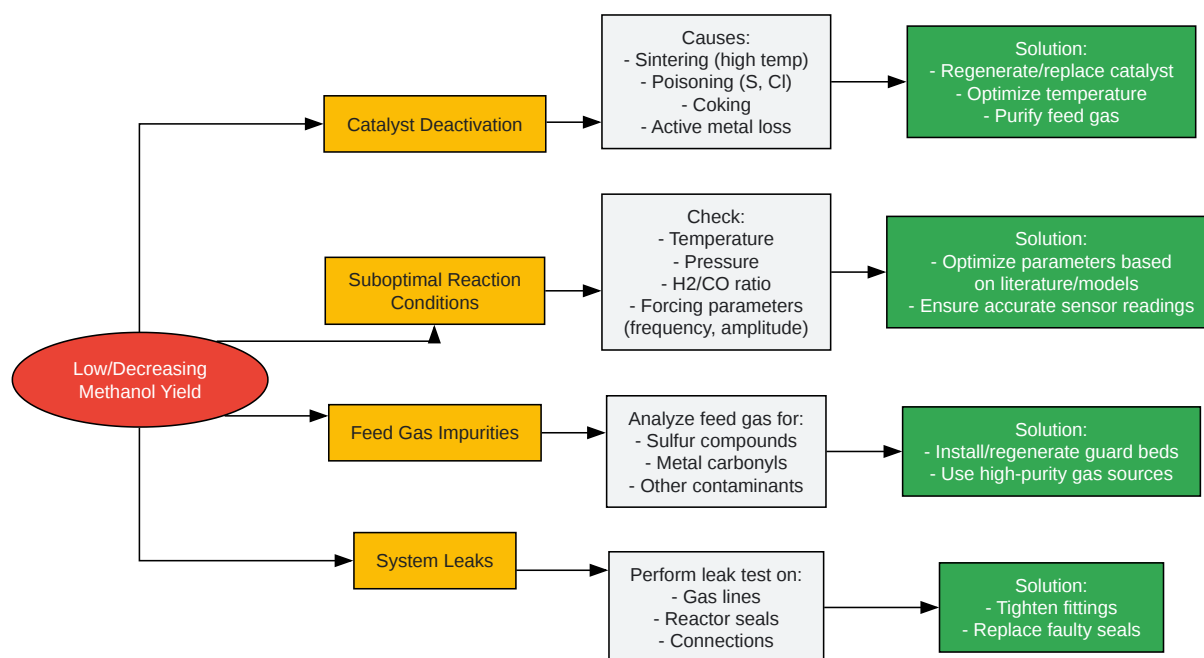 Low/Decreasing
Methanol Yield
Catalyst Deactivation
Causes:
- Sintering (high temp)
- Poisoning (S, Cl)
- Coking
- Active metal loss
Solution:
- Regenerate/replace catalyst
- Optimize temperature
- Purify feed gas
Suboptimal Reaction
Conditions
Check:
- Temperature
- Pressure
- H2/CO ratio
- Forcing parameters
(frequency, amplitude)
Solution:
- Optimize parameters based
on literature/models
- Ensure accurate sensor readings
Feed Gas Impurities
Analyze feed gas for:
- Sulfur compounds
- Metal carbonyls
- Other contaminants
Solution:
- Install/regenerate guard beds
- Use high-purity gas sources
System Leaks
Perform leak test on:
- Gas lines
- Reactor seals
- Connections
Solution:
- Tighten fittings
- Replace faulty seals